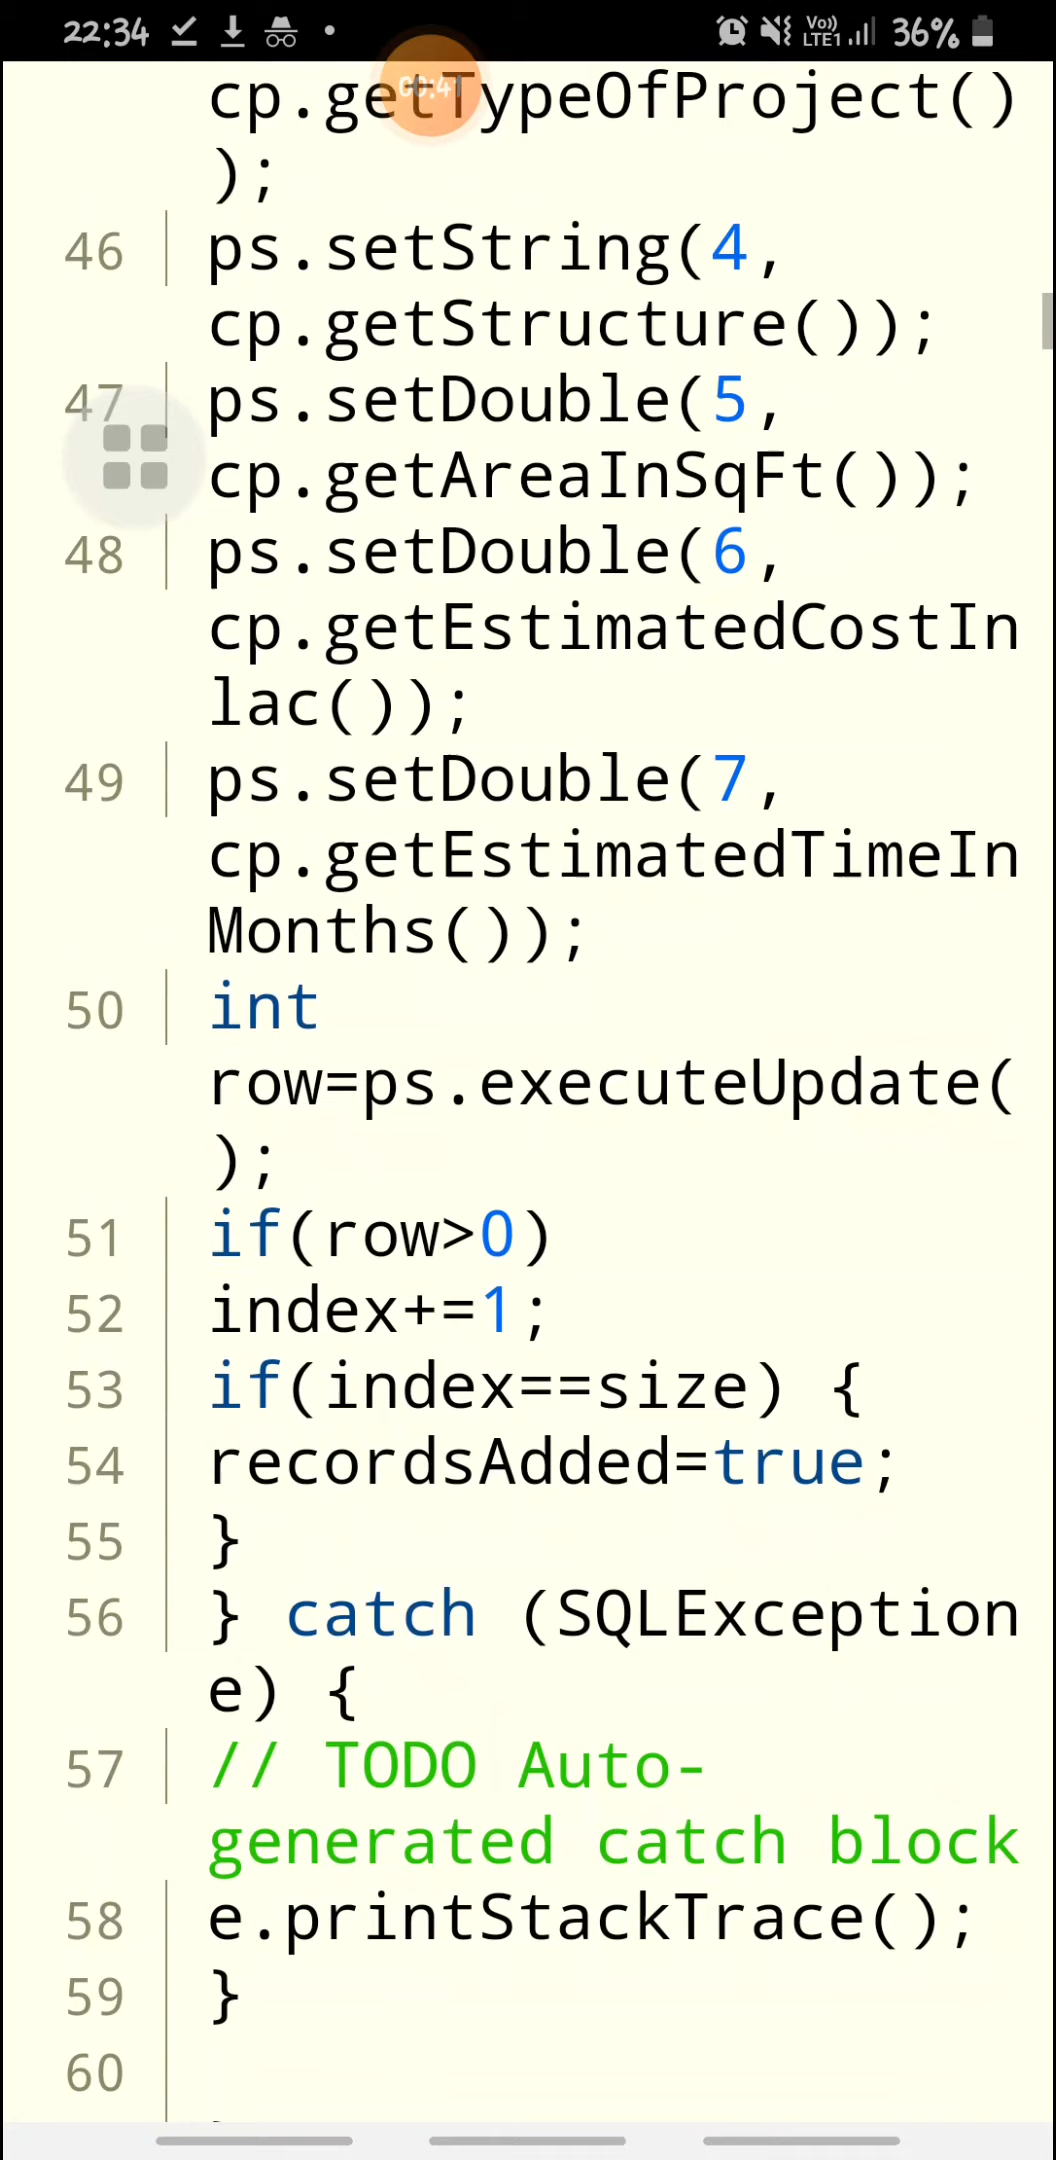 22:34 VoLTE1 36%
00:41
cp.getTypeOfProject()
);
46 ps.setString(4,
cp.getStructure());
47 ps.setDouble(5,
cp.getAreaInSqFt());
48 ps.setDouble(6,
cp.getEstimatedCostIn
lac());
49 ps.setDouble(7,
cp.getEstimatedTimeIn
Months());
50 int
row=ps.executeUpdate(
);
51 if(row>0)
52 index+=1;
53 if(index==size) {
54 recordsAdded=true;
55 }
56 } catch (SQLException
e) {
57 // TODO Auto-
generated catch block
58 e.printStackTrace();
59 }
60